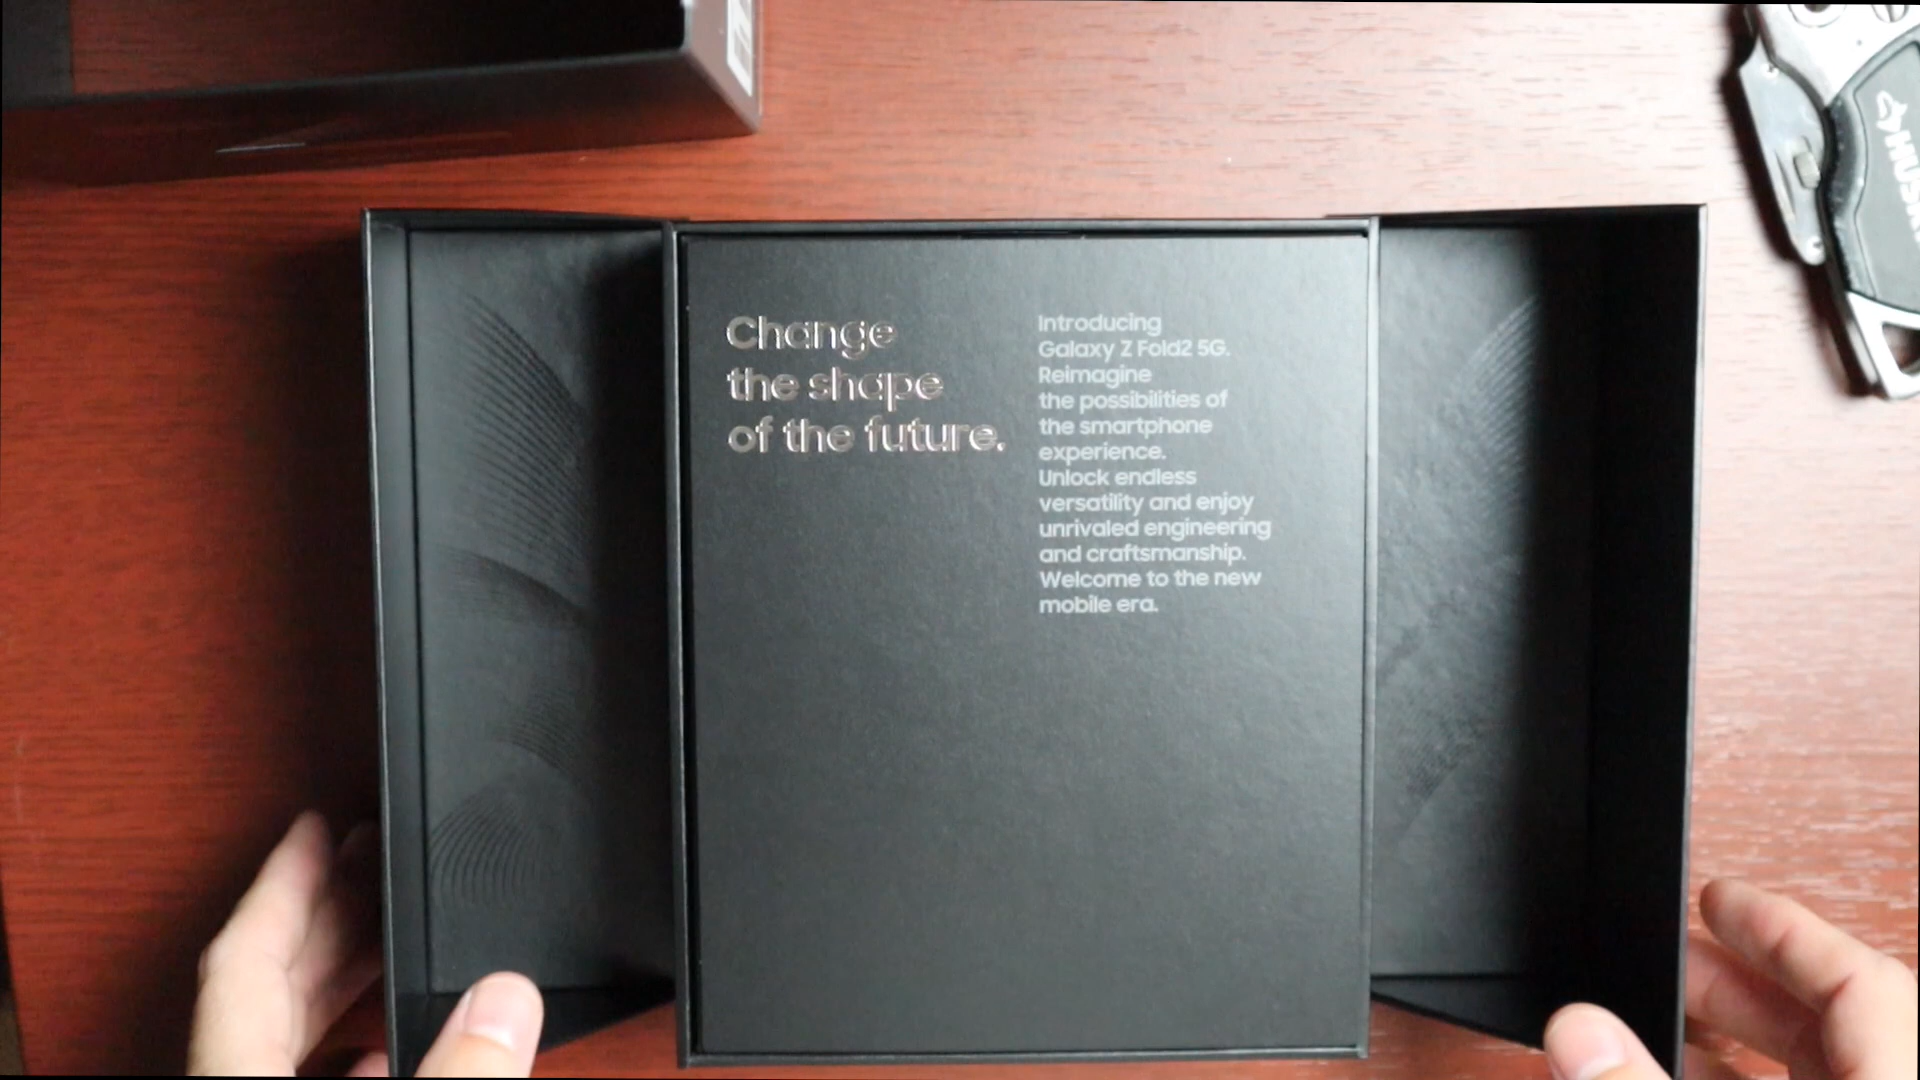 Change
the shape
of the future.
Introducing
Galaxy Z Fold2 5G.
Reimagine
the possibilities of
the smartphone
experience.
Unlock endless
versatility and enjoy
unrivaled engineering
and craftsmanship.
Welcome to the new
mobile era.